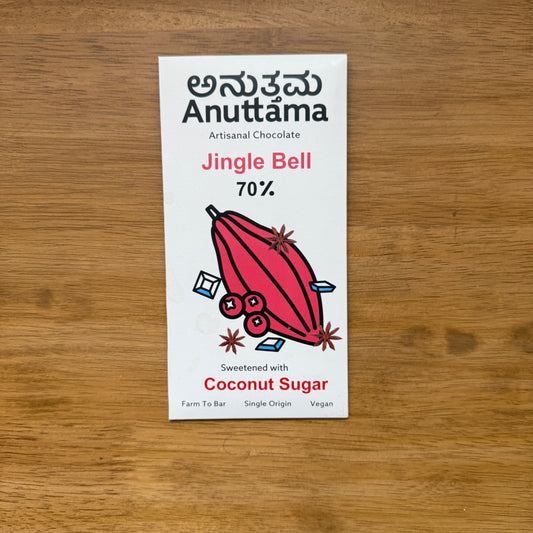 ಅನುತ್ತಮ
Anuttama
Artisanal Chocolate
Jingle Bell
70%
Sweetened with
Coconut Sugar
Farm To Bar Single Origin Vegan